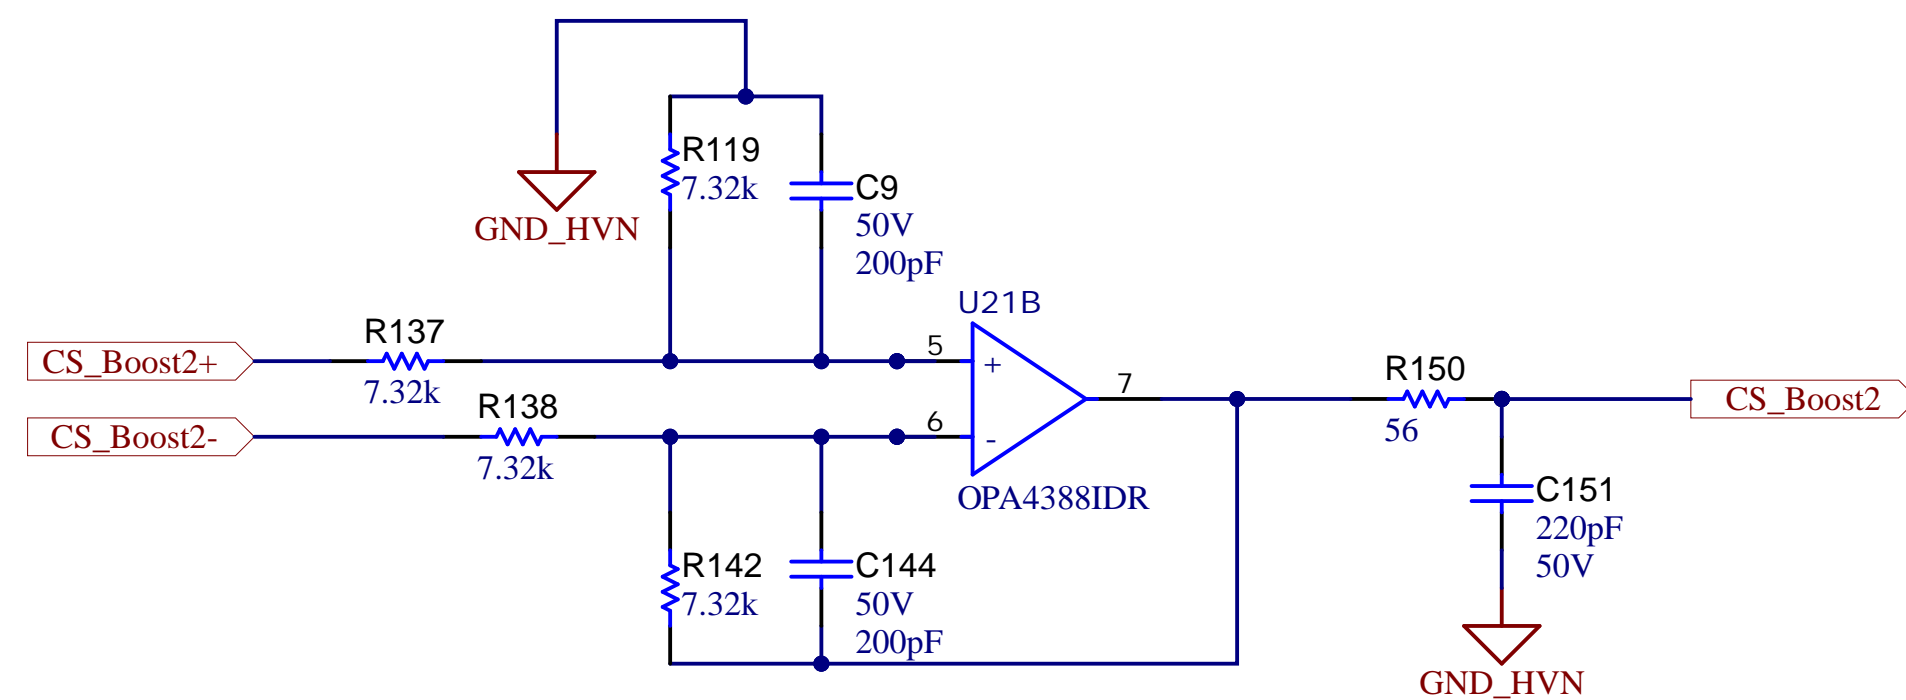 R119
7.32k
C9
50V
200pF
GND_HVN
U21B
CS_Boost2+
R137
7.32k
5
+
CS_Boost2-
R138
7.32k
6
-
7
OPA4388IDR
R150
56
CS_Boost2
C151
220pF
50V
GND_HVN
R142
7.32k
C144
50V
200pF